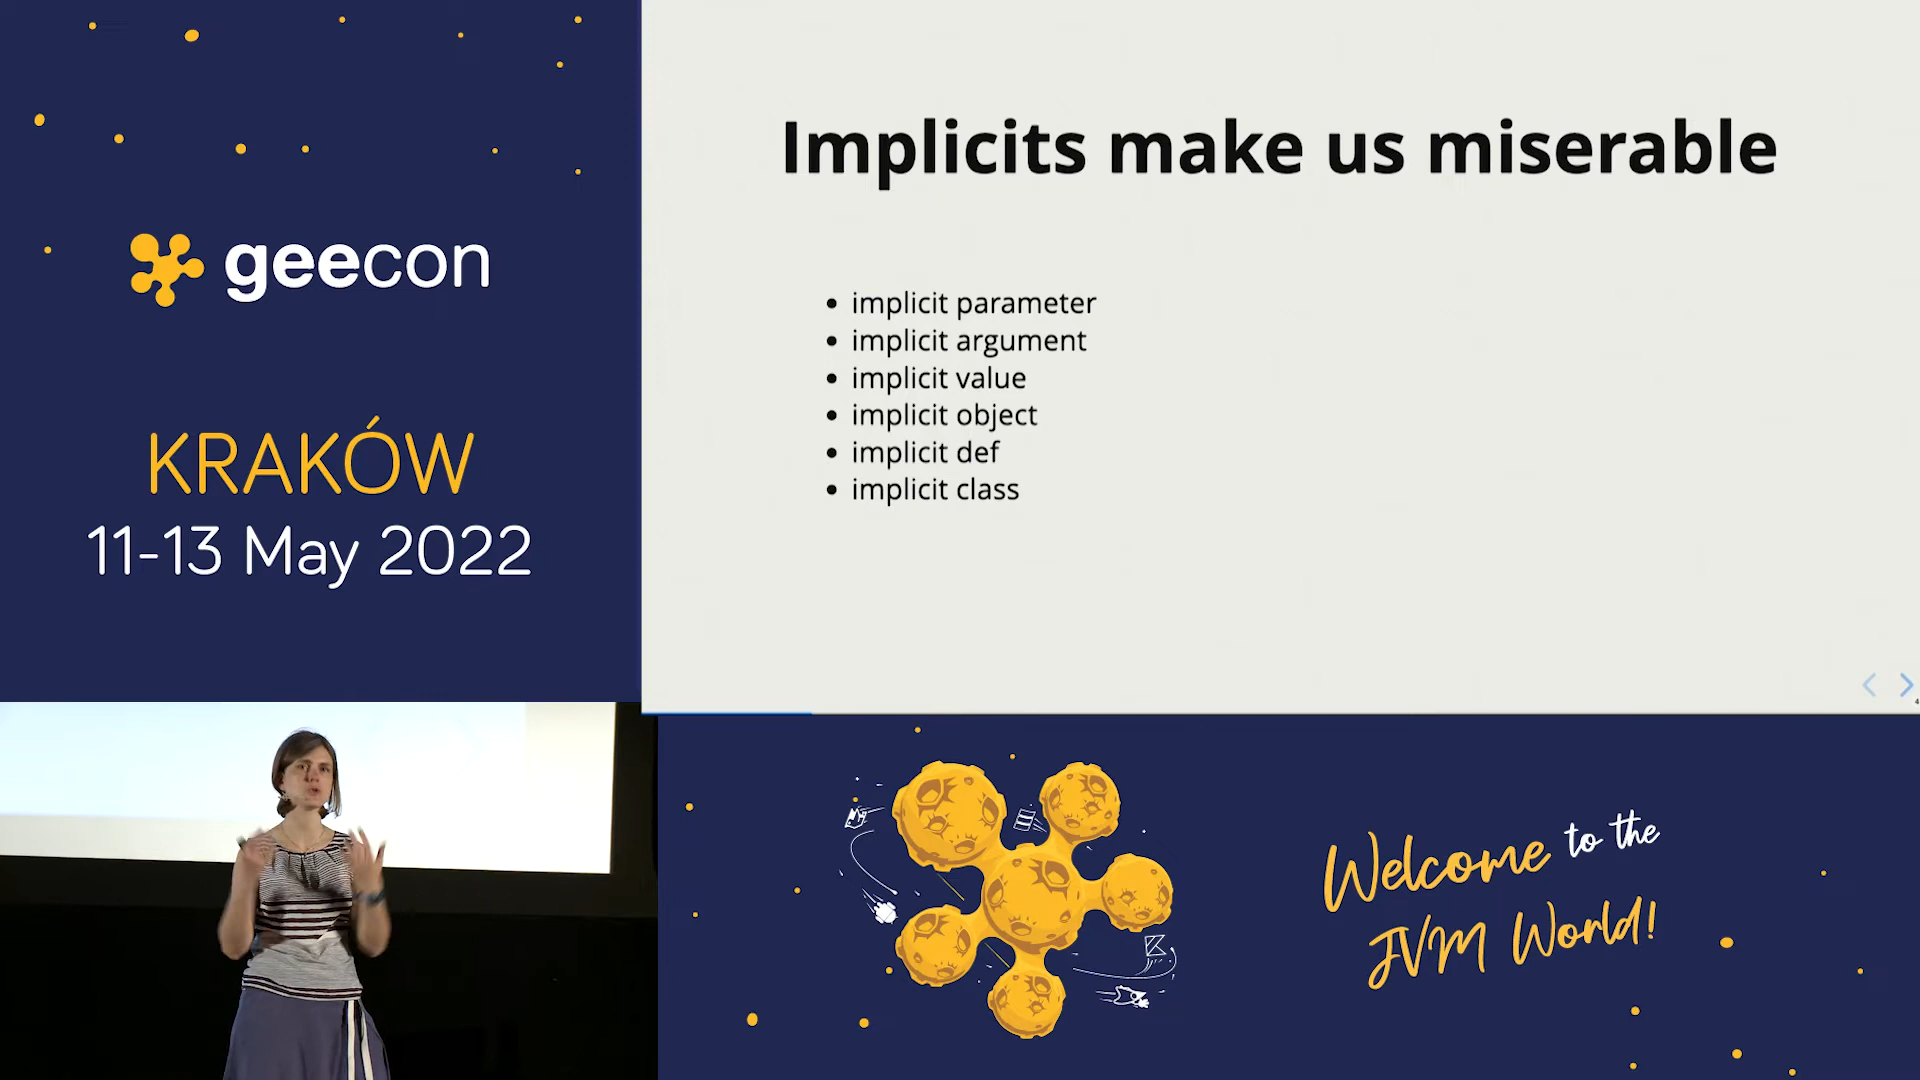 geecon
KRAKÓW
11-13 May 2022
Implicits make us miserable
implicit parameter
implicit argument
implicit value
implicit object
implicit def
implicit class
4
Welcome to the
JVM World!